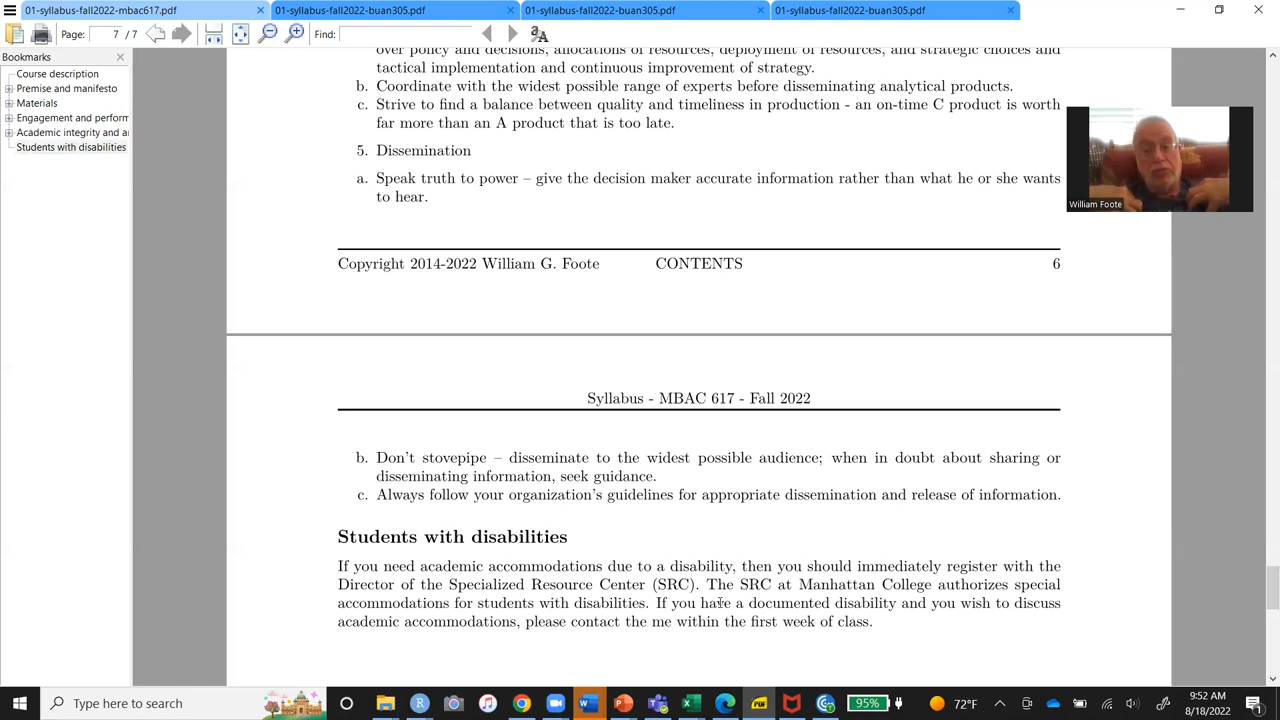 01-syllabus-fall2022-mbac617.pdf
01-syllabus-fall2022-buan305.pdf
01-syllabus-fall2022-buan305.pdf
01-syllabus-fall2022-buan305.pdf
Page: 7 / 7
Find:
Bookmarks
Course description
Premise and manifesto
Materials
Engagement and perform
Academic integrity and ar
Students with disabilities
over policy and decisions, allocations of resources, deployment of resources, and strategic choices and
tactical implementation and continuous improvement of strategy.
b. Coordinate with the widest possible range of experts before disseminating analytical products.
c. Strive to find a balance between quality and timeliness in production - an on-time C product is worth
far more than an A product that is too late.
5. Dissemination
a. Speak truth to power – give the decision maker accurate information rather than what he or she wants
to hear.
William Foote
Copyright 2014-2022 William G. Foote CONTENTS 6
Syllabus - MBAC 617 - Fall 2022
b. Don't stovepipe – disseminate to the widest possible audience; when in doubt about sharing or
disseminating information, seek guidance.
c. Always follow your organization's guidelines for appropriate dissemination and release of information.
Students with disabilities
If you need academic accommodations due to a disability, then you should immediately register with the
Director of the Specialized Resource Center (SRC). The SRC at Manhattan College authorizes special
accommodations for students with disabilities. If you have a documented disability and you wish to discuss
academic accommodations, please contact the me within the first week of class.
Type here to search
95%
72°F
9:52 AM
8/18/2022